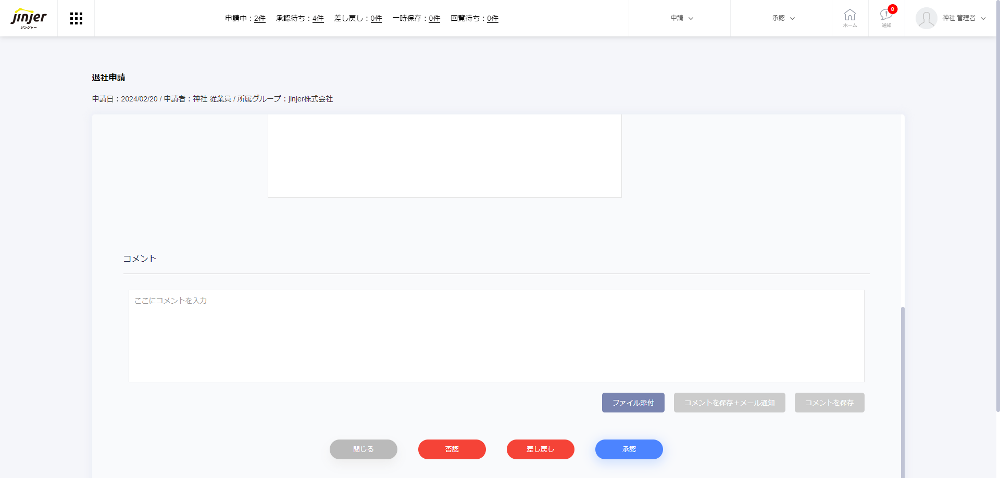 jinjer
ジンジャー
申請中：2件 承認待ち：4件 差し戻し：0件 一時保存：0件 回覧待ち：0件
申請
承認
ホーム
8
通知
神社 管理者
退社申請
申請日：2024/02/20 / 申請者：神社 従業員 / 所属グループ：jinjer株式会社
コメント
ここにコメントを入力
ファイル添付
コメントを保存＋メール通知
コメントを保存
閉じる
否認
差し戻し
承認